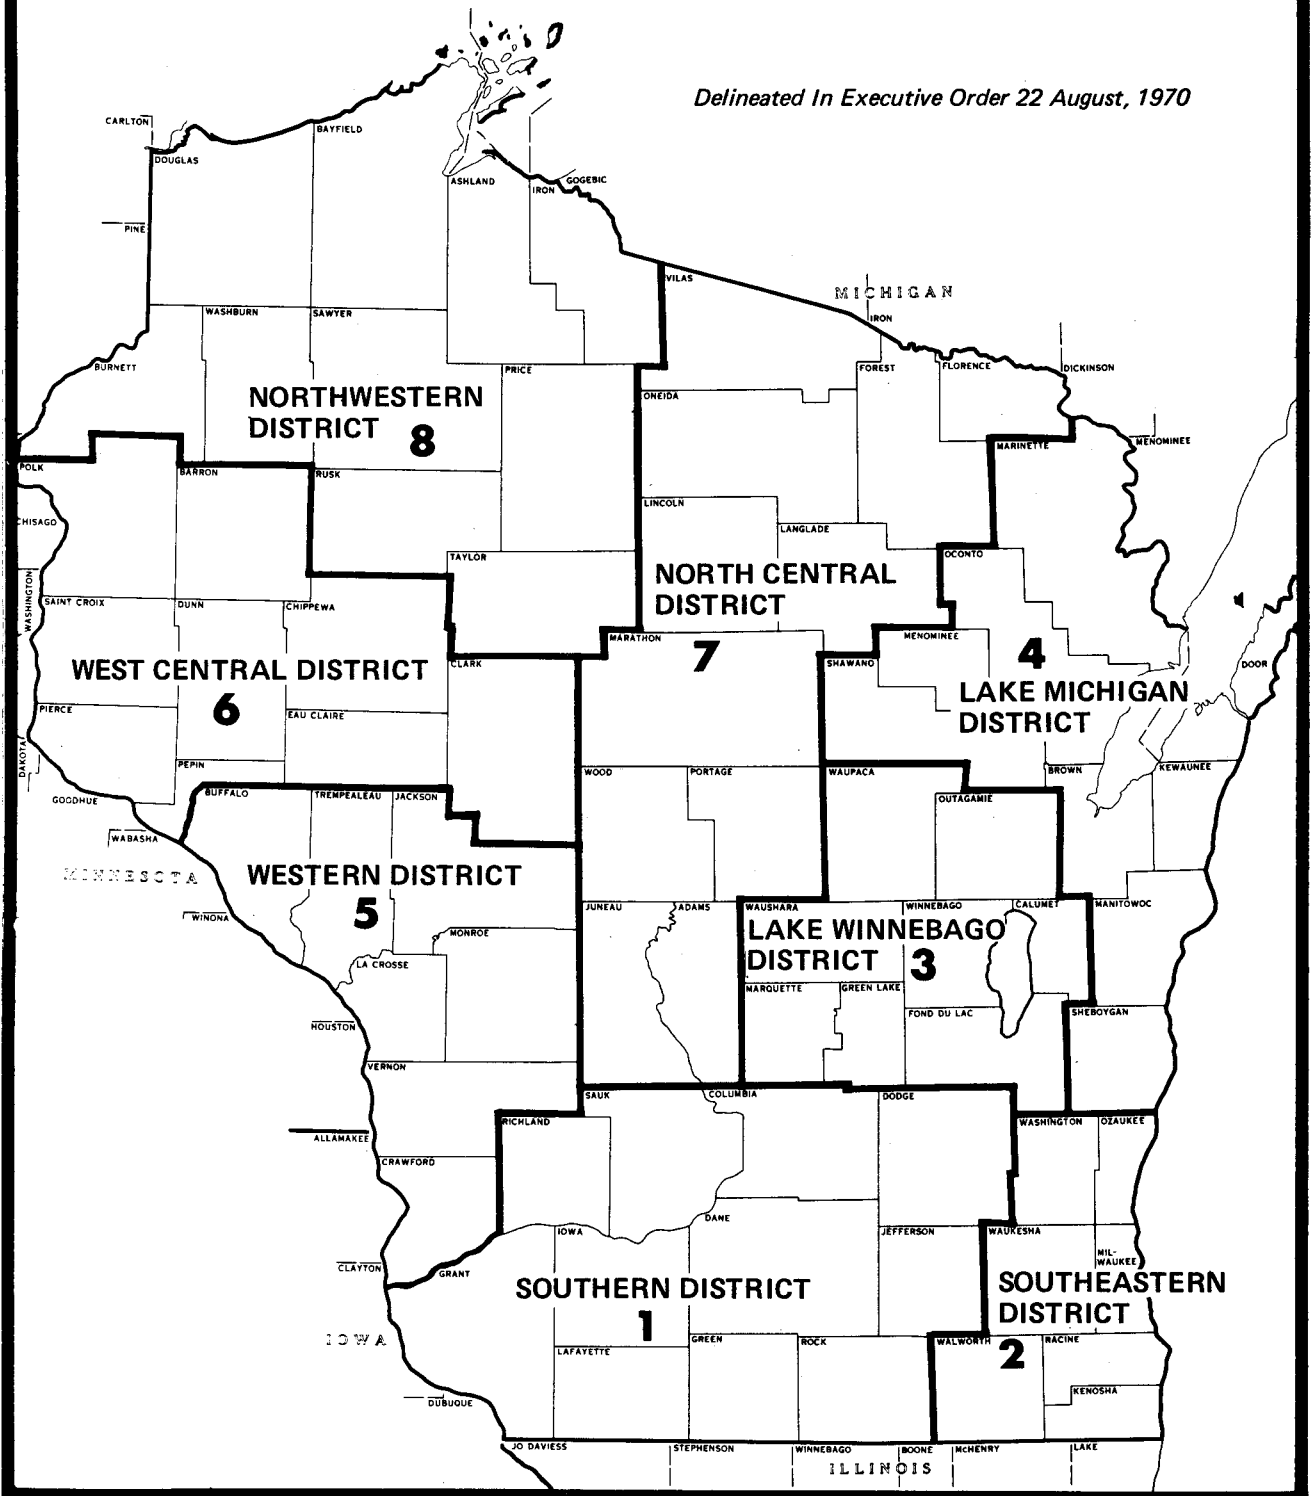 Delineated In Executive Order 22 August, 1970
CARLTON
BAYFIELD
DOUGLAS
ASHLAND
IRON
GOGEBIC
PINE
VILAS
MICHIGAN
WASHBURN
SAWYER
IRON
BURNETT
PRICE
FOREST
FLORENCE
DICKINSON
NORTHWESTERN
DISTRICT 8
ONEIDA
MARINETTE
MENOMINEE
POLK
BARRON
RUSK
LINCOLN
CHISAGO
LANGLADE
TAYLOR
OCONTO
NORTH CENTRAL
DISTRICT
7
WASHINGTON
SAINT CROIX
DUNN
CHIPPEWA
MARATHON
MENOMINEE
4
LAKE MICHIGAN
DISTRICT
WEST CENTRAL DISTRICT
6
CLARK
SHAWANO
DOOR
PIERCE
EAU CLAIRE
DAKOTA
PEPIN
WOOD
PORTAGE
WAUPACA
BROWN
KEWAUNEE
GOODHUE
BUFFALO
TREMPEALEAU
JACKSON
OUTAGAMIE
WABASHA
MINNESOTA
WESTERN DISTRICT
5
WINONA
JUNEAU
ADAMS
WAUSHARA
WINNEBAGO
CALUMET
MANITOWOC
LAKE WINNEBAGO
DISTRICT 3
MONROE
LA CROSSE
MARQUETTE
GREEN LAKE
FOND DU LAC
SHEBOYGAN
HOUSTON
VERNON
SAUK
COLUMBIA
DODGE
RICHLAND
WASHINGTON
OZAUKEE
ALLAMAKEE
CRAWFORD
DANE
IOWA
JEFFERSON
WAUKESHA
MIL-
WAUKEE
CLAYTON
GRANT
SOUTHERN DISTRICT
1
SOUTHEASTERN
DISTRICT
2
IOWA
LAFAYETTE
GREEN
ROCK
WALWORTH
RACINE
KENOSHA
DUBUQUE
JO DAVIESS
STEPHENSON
WINNEBAGO
BOONE
McHENRY
LAKE
ILLINOIS